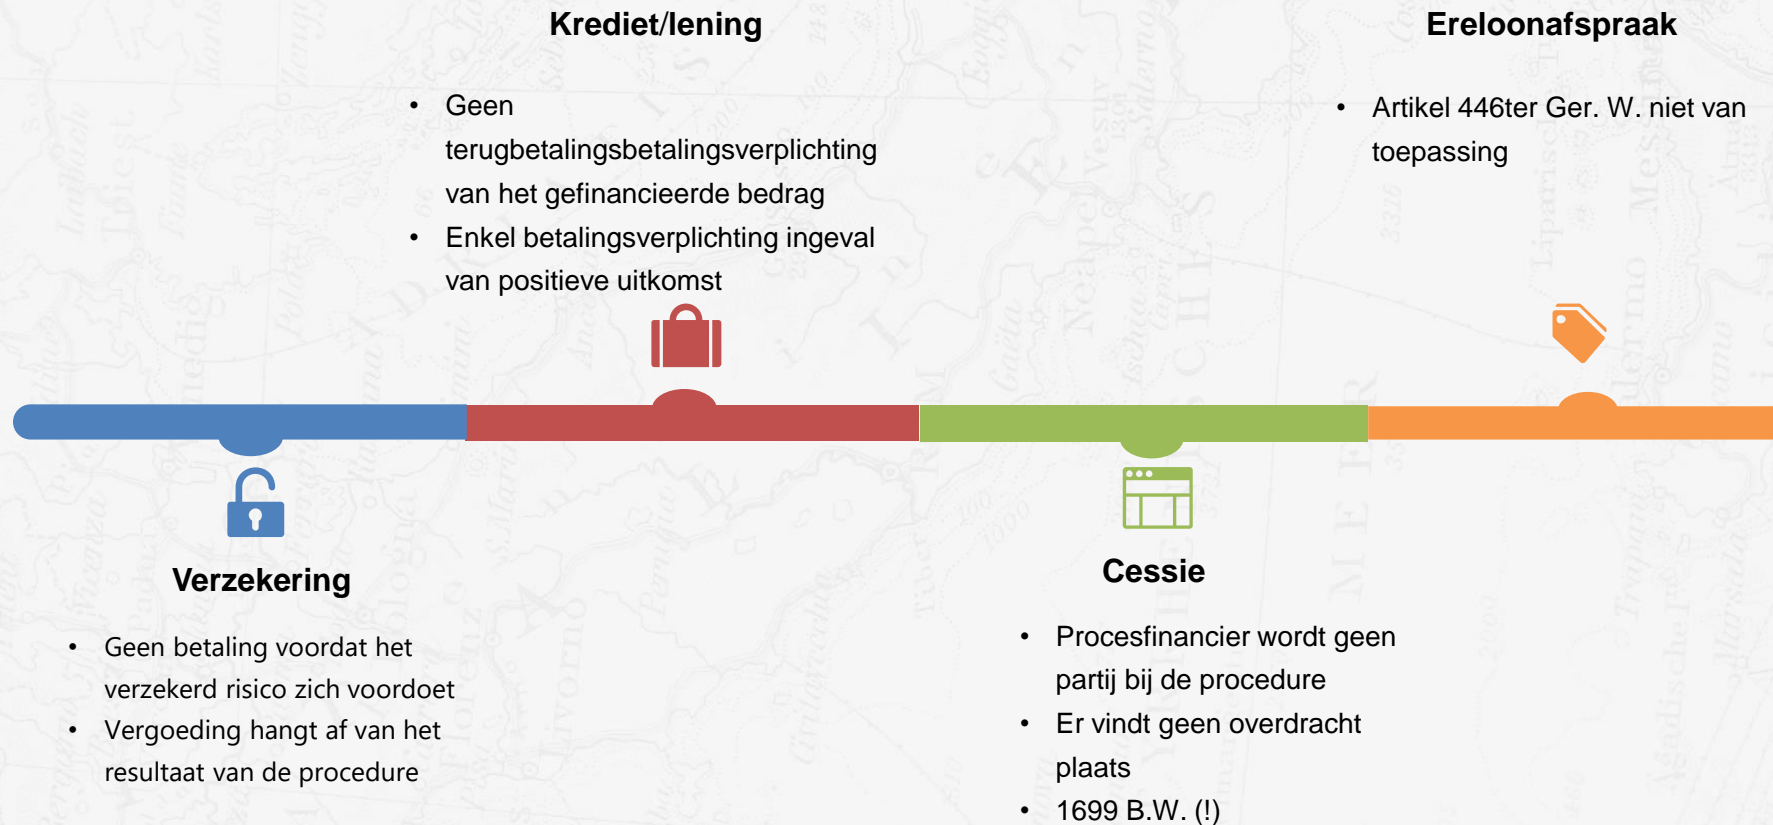 Krediet/lening
• Geen
terugbetalingsbetalingsverplichting
van het gefinancieerde bedrag
• Enkel betalingsverplichting ingeval
van positieve uitkomst
Ereloonafspraak
• Artikel 446ter Ger. W. niet van
toepassing
Verzekering
• Geen betaling voordat het
verzekerd risico zich voordoet
• Vergoeding hangt af van het
resultaat van de procedure
Cessie
• Procesfinancier wordt geen
partij bij de procedure
• Er vindt geen overdracht
plaats
• 1699 B.W. (!)